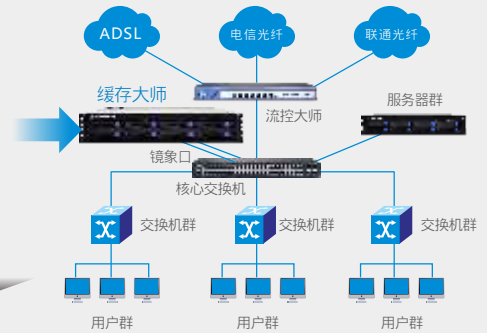 ADSL
电信光纤
联通光纤
缓存大师
流控大师
服务器群
镜象口
核心交换机
交换机群
交换机群
交换机群
用户群
用户群
用户群